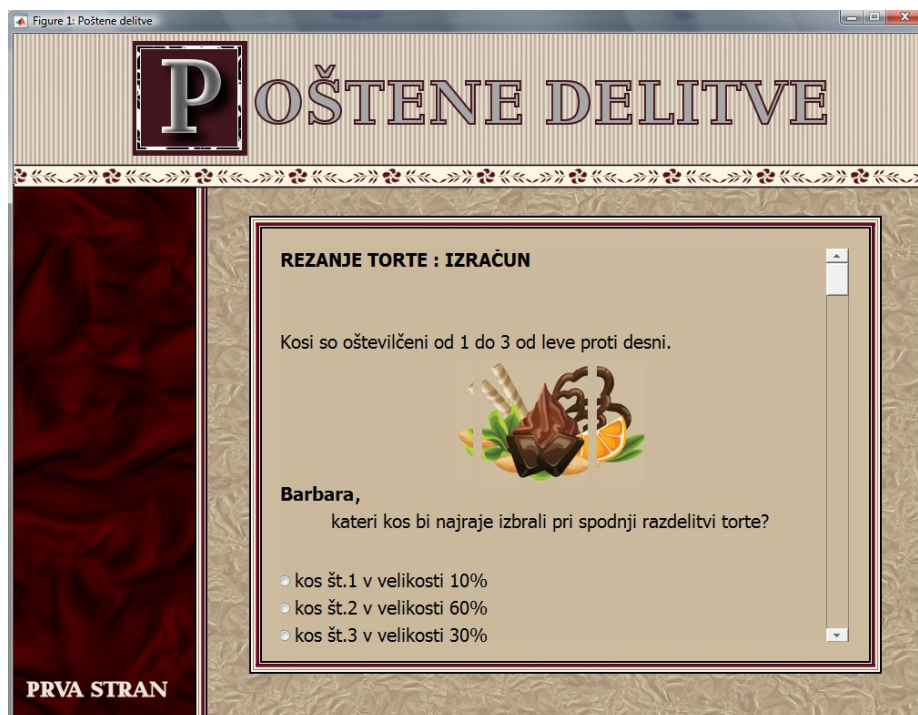 Figure 1: Poštene delitve
POŠTENE DELITVE
REZANJE TORTE : IZRAČUN
Kosi so oštevilčeni od 1 do 3 od leve proti desni.
Barbara,
kateri kos bi najraje izbrali pri spodnji razdelitvi torte?
kos št.1 v velikosti 10%
kos št.2 v velikosti 60%
kos št.3 v velikosti 30%
PRVA STRAN